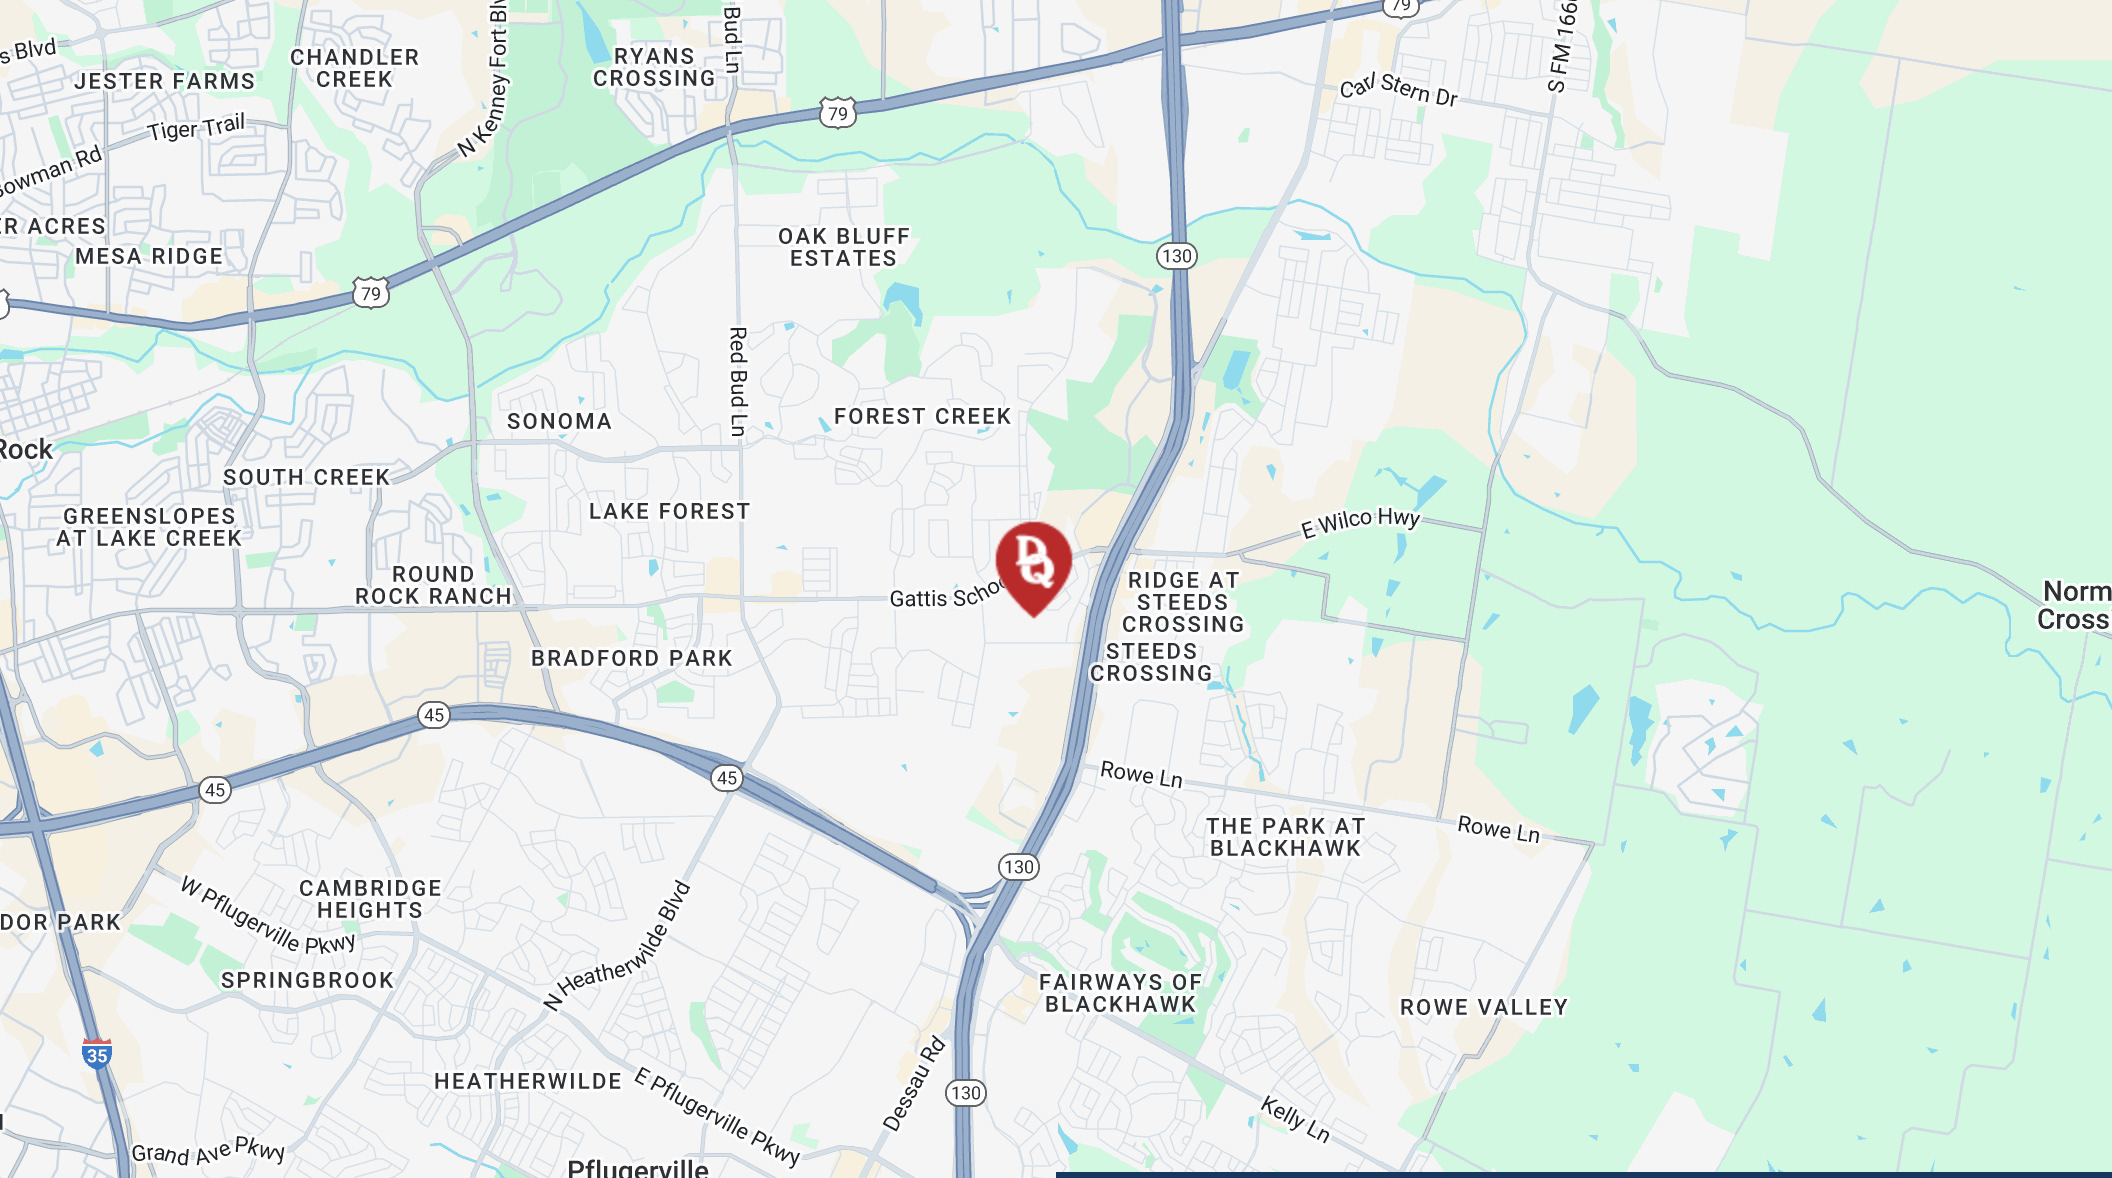 79
S FM 166
N Kenney Fort Blv
Bud Ln
s Blvd
CHANDLER
CREEK
RYANS
CROSSING
JESTER FARMS
Carl Stern Dr
79
Tiger Trail
Bowman Rd
ER ACRES
MESA RIDGE
OAK BLUFF
ESTATES
130
79
Red Bud Ln
SONOMA
FOREST CREEK
Rock
SOUTH CREEK
LAKE FOREST
GREENSLOPES
AT LAKE CREEK
E Wilco Hwy
DQ
ROUND
ROCK RANCH
Gattis Schoo
RIDGE AT
STEEDS
CROSSING
Norm
Cross
BRADFORD PARK
STEEDS
CROSSING
45
45
45
Rowe Ln
THE PARK AT
BLACKHAWK
Rowe Ln
130
CAMBRIDGE
HEIGHTS
DOR PARK
W Pflugerville Pkwy
N Heatherwilde Blvd
SPRINGBROOK
FAIRWAYS OF
BLACKHAWK
ROWE VALLEY
35
HEATHERWILDE
E Pflugerville Pkwy
Dessau Rd
130
Kelly Ln
Grand Ave Pkwy
Pflugerville